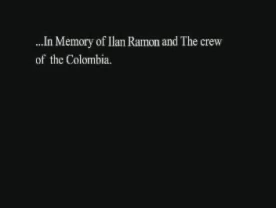 ...In Memory of Ilan Ramon and The crew
of the Colombia.